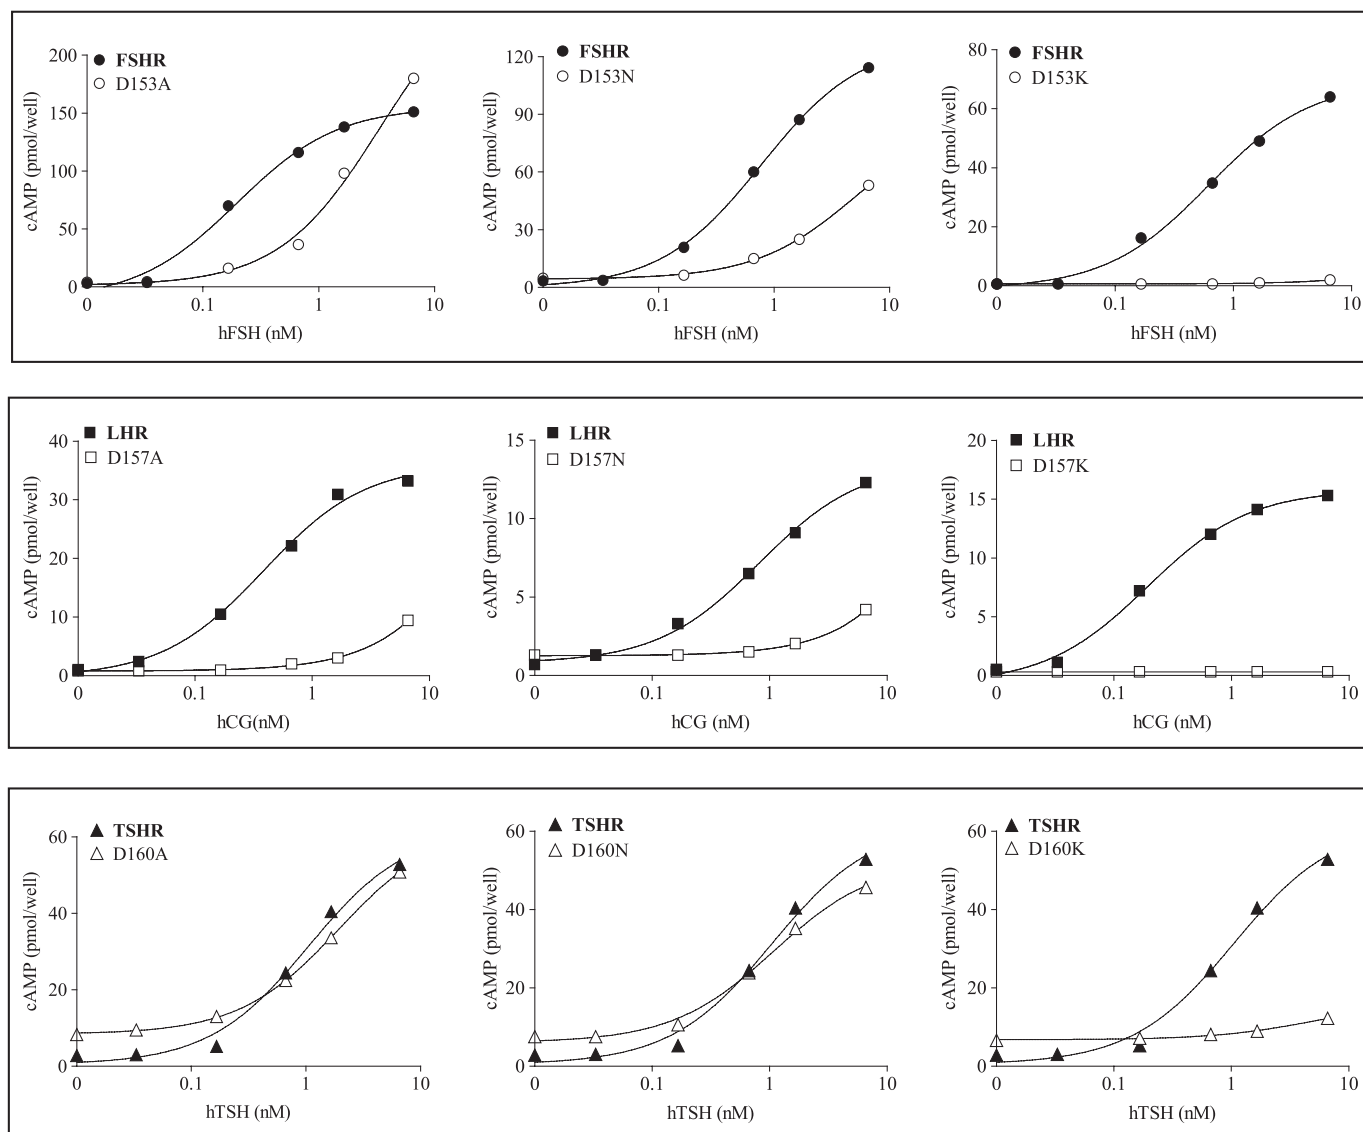 FSHR
D153A
cAMP (pmol/well)
200
150
100
50
0
0 0.1 1 10
hFSH (nM)
FSHR
D153N
cAMP (pmol/well)
120
90
60
30
0
0 0.1 1 10
hFSH (nM)
FSHR
D153K
cAMP (pmol/well)
80
60
40
20
0
0 0.1 1 10
hFSH (nM)
LHR
D157A
cAMP (pmol/well)
40
30
20
10
0
0 0.1 1 10
hCG(nM)
LHR
D157N
cAMP (pmol/well)
15
10
5
0
0 0.1 1 10
hCG (nM)
LHR
D157K
cAMP (pmol/well)
20
15
10
5
0
0 0.1 1 10
hCG (nM)
TSHR
D160A
cAMP (pmol/well)
60
40
20
0
0 0.1 1 10
hTSH (nM)
TSHR
D160N
cAMP (pmol/well)
60
40
20
0
0 0.1 1 10
hTSH (nM)
TSHR
D160K
cAMP (pmol/well)
60
40
20
0
0 0.1 1 10
hTSH (nM)